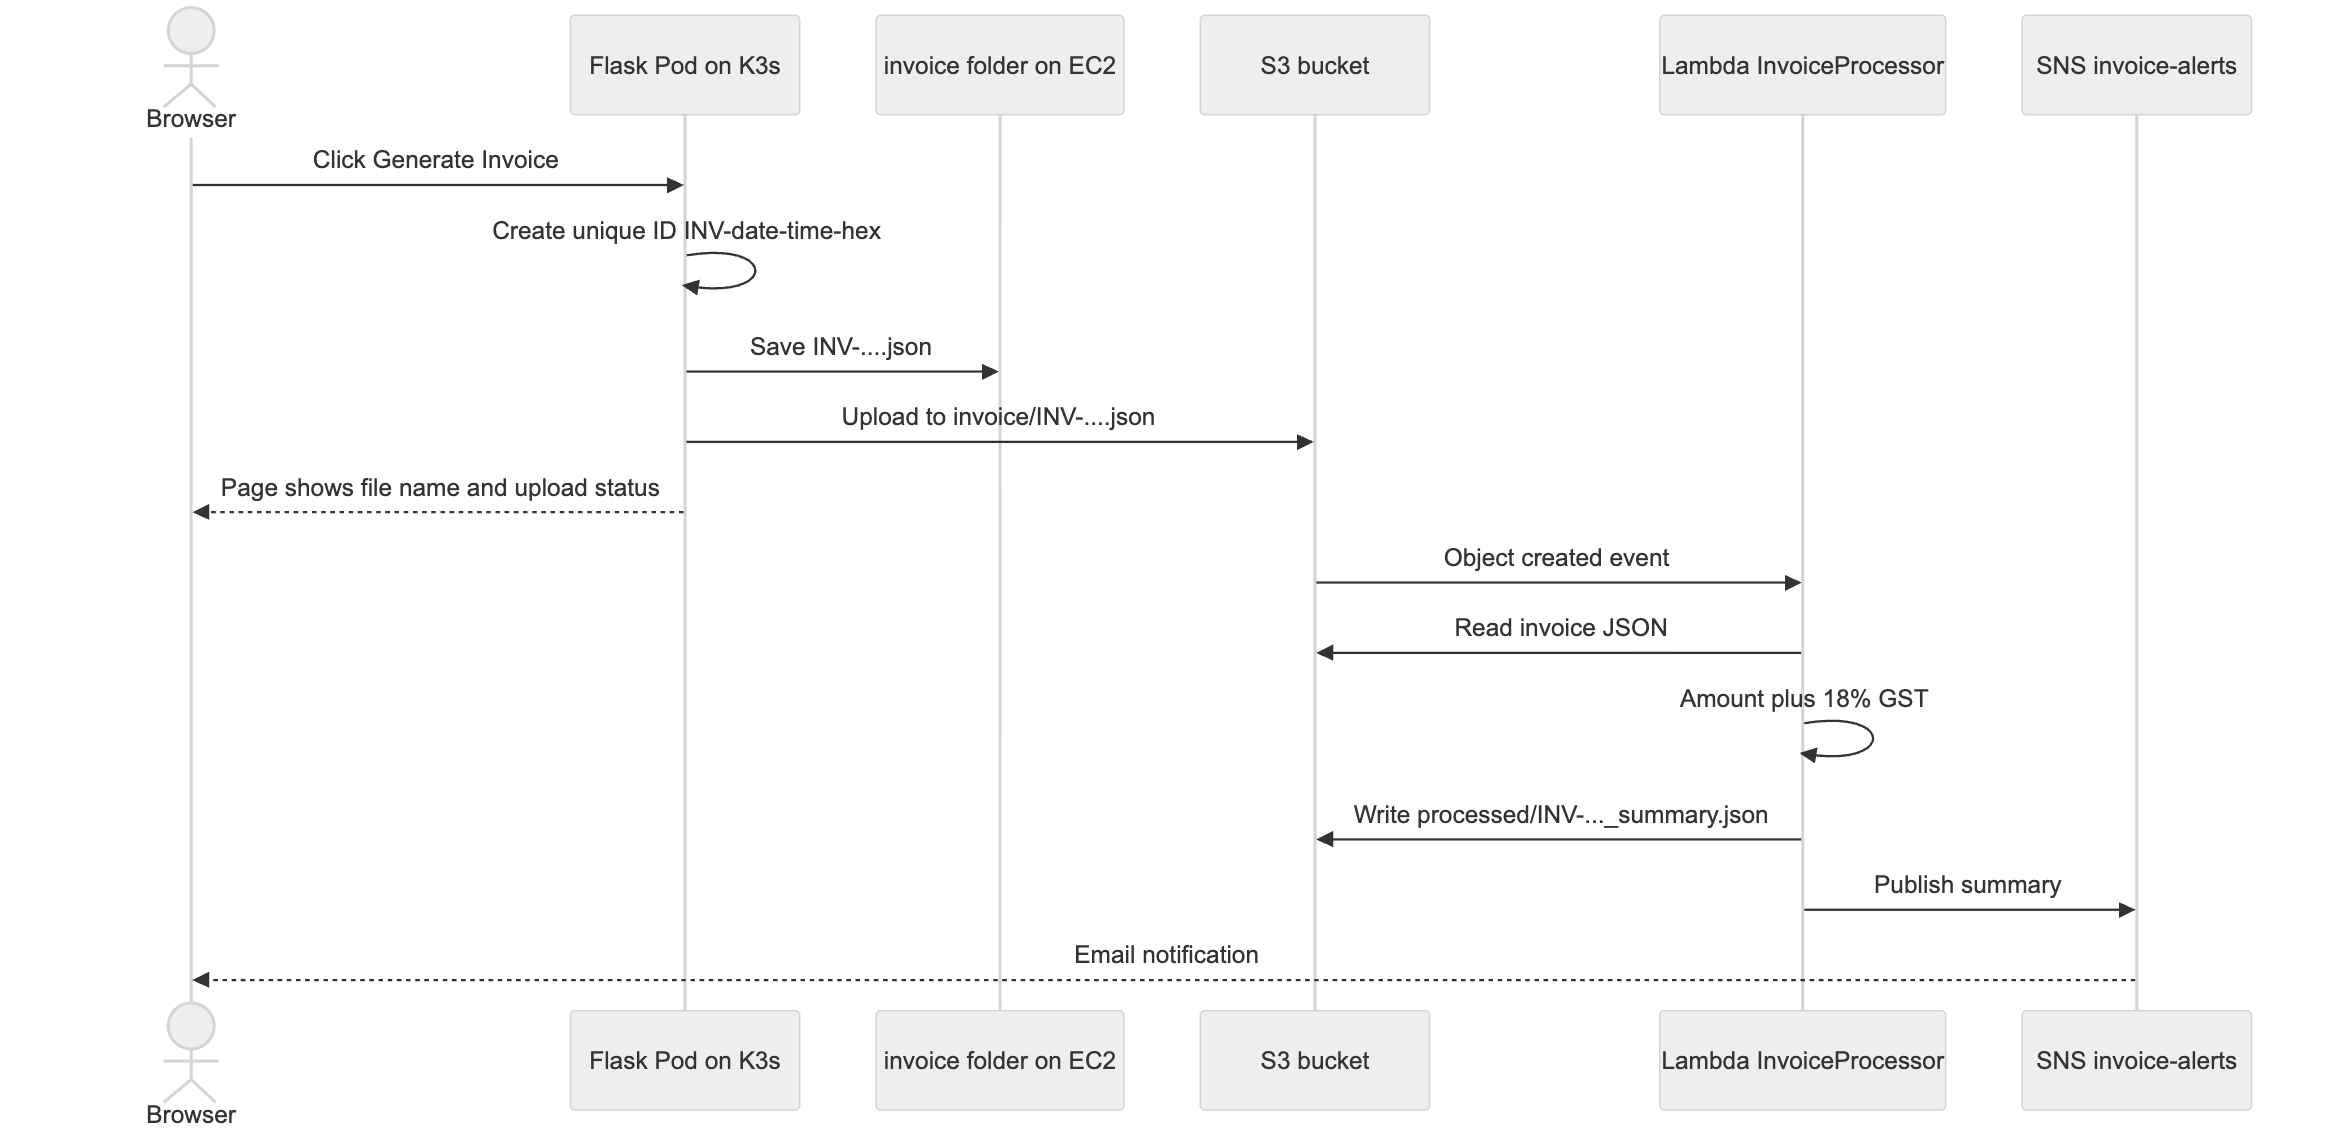 Browser
Flask Pod on K3s
invoice folder on EC2
S3 bucket
Lambda InvoiceProcessor
SNS invoice-alerts
Click Generate Invoice
Create unique ID INV-date-time-hex
Save INV-....json
Upload to invoice/INV-....json
Page shows file name and upload status
Object created event
Read invoice JSON
Amount plus 18% GST
Write processed/INV-..._summary.json
Publish summary
Email notification
Browser
Flask Pod on K3s
invoice folder on EC2
S3 bucket
Lambda InvoiceProcessor
SNS invoice-alerts